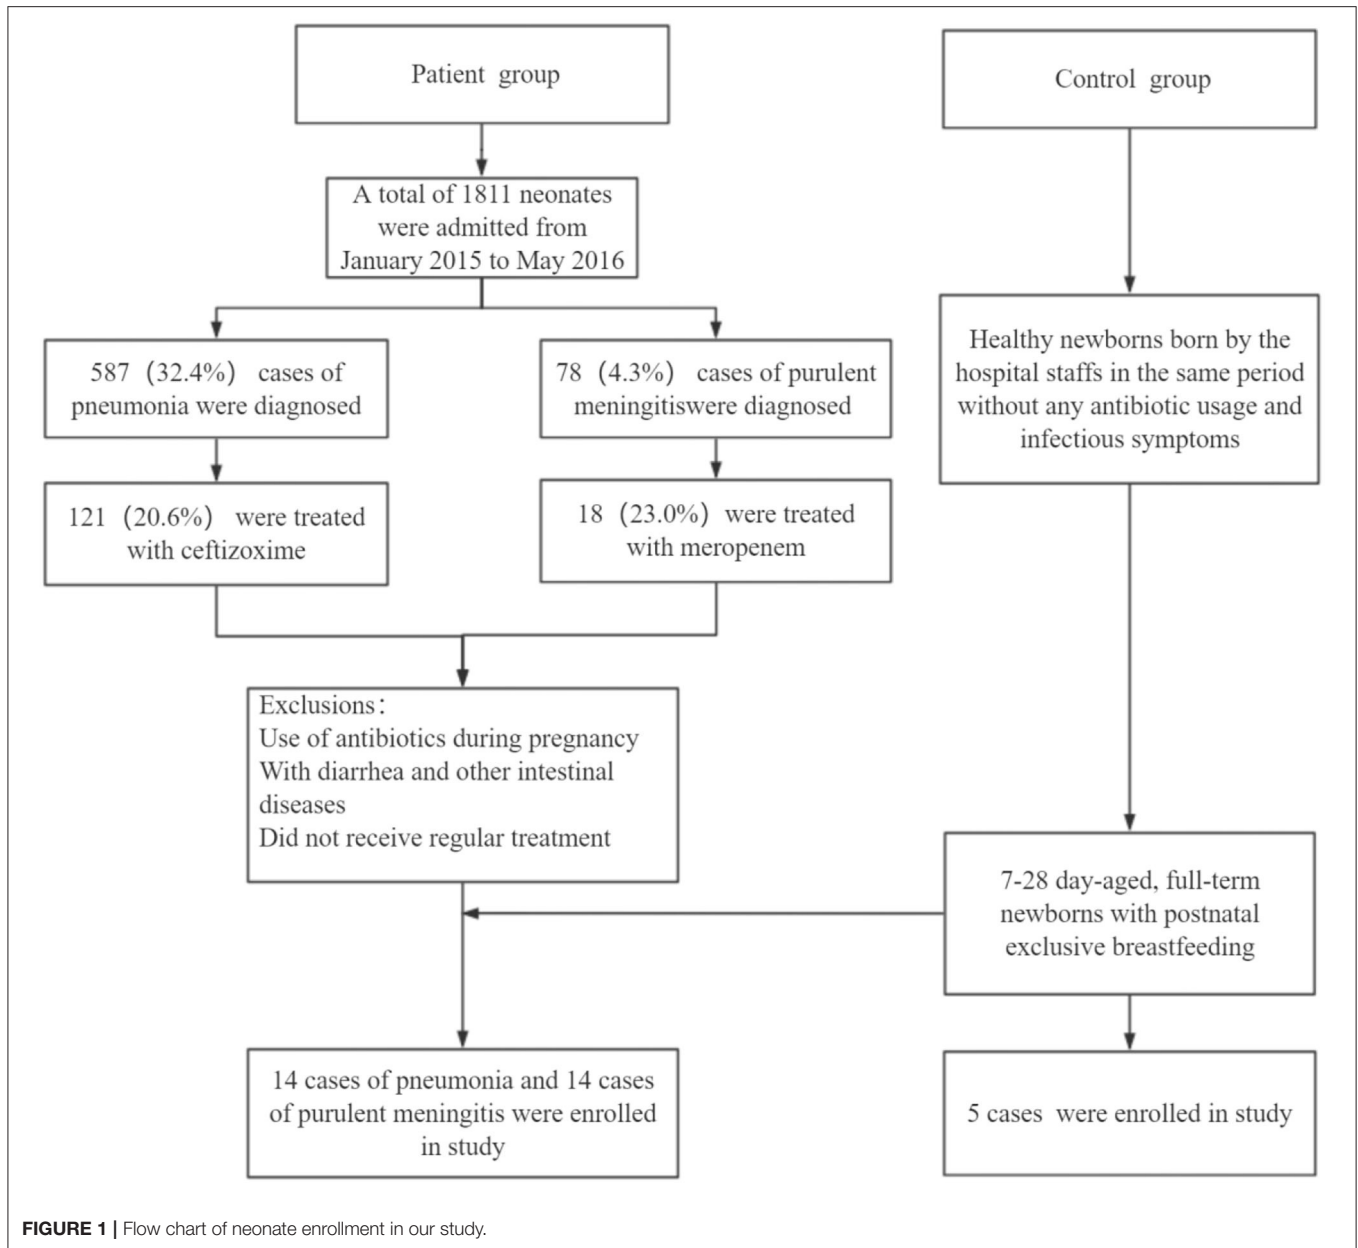 Patient group
A total of 1811 neonates
were admitted from
January 2015 to May 2016
587 (32.4%) cases of
pneumonia were diagnosed
78 (4.3%) cases of purulent
meningitiswere diagnosed
121 (20.6%) were treated
with ceftizoxime
18 (23.0%) were treated
with meropenem
Exclusions:
Use of antibiotics during pregnancy
With diarrhea and other intestinal
diseases
Did not receive regular treatment
14 cases of pneumonia and 14 cases
of purulent meningitis were enrolled
in study
Control group
Healthy newborns born by the
hospital staffs in the same period
without any antibiotic usage and
infectious symptoms
7-28 day-aged, full-term
newborns with postnatal
exclusive breastfeeding
5 cases were enrolled in study
FIGURE 1 | Flow chart of neonate enrollment in our study.